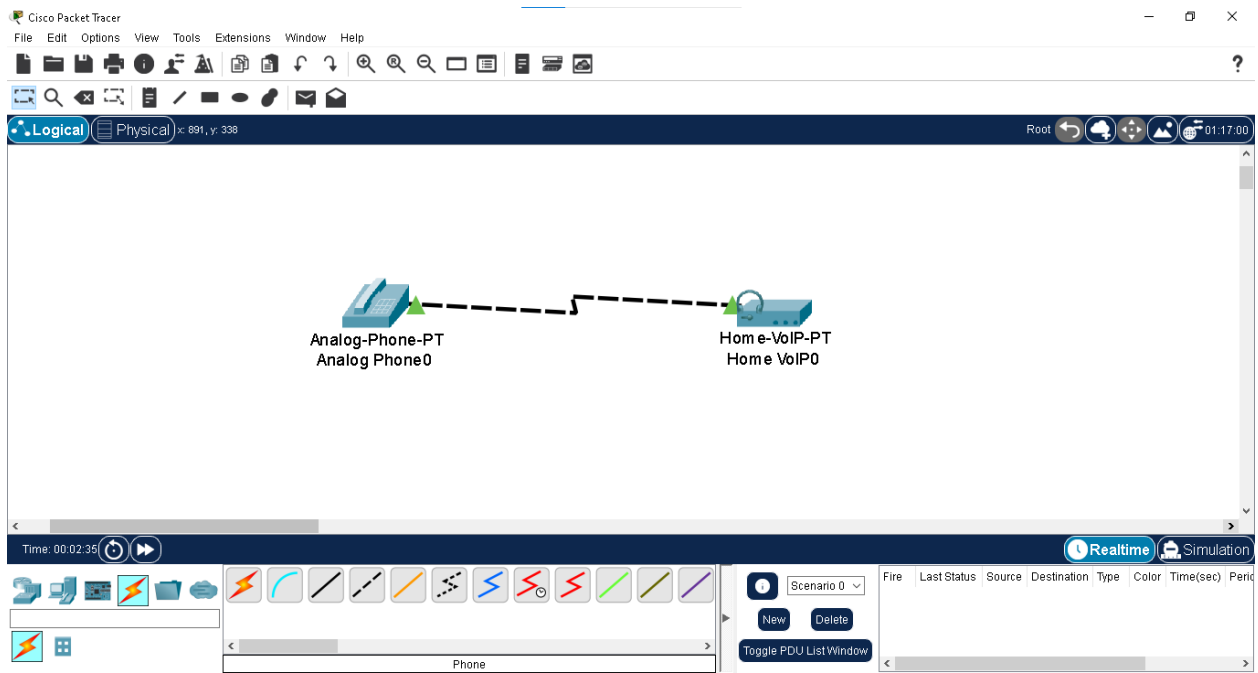 Cisco Packet Tracer
File Edit Options View Tools Extensions Window Help
?
Logical Physical x: 891, y: 338 Root 01:17:00
Analog-Phone-PT
Analog Phone0
Home-VoIP-PT
Home VoIP0
Time: 00:02:35 Realtime Simulation
Scenario 0
New Delete
Toggle PDU List Window
Fire Last Status Source Destination Type Color Time(sec) Peric
Phone